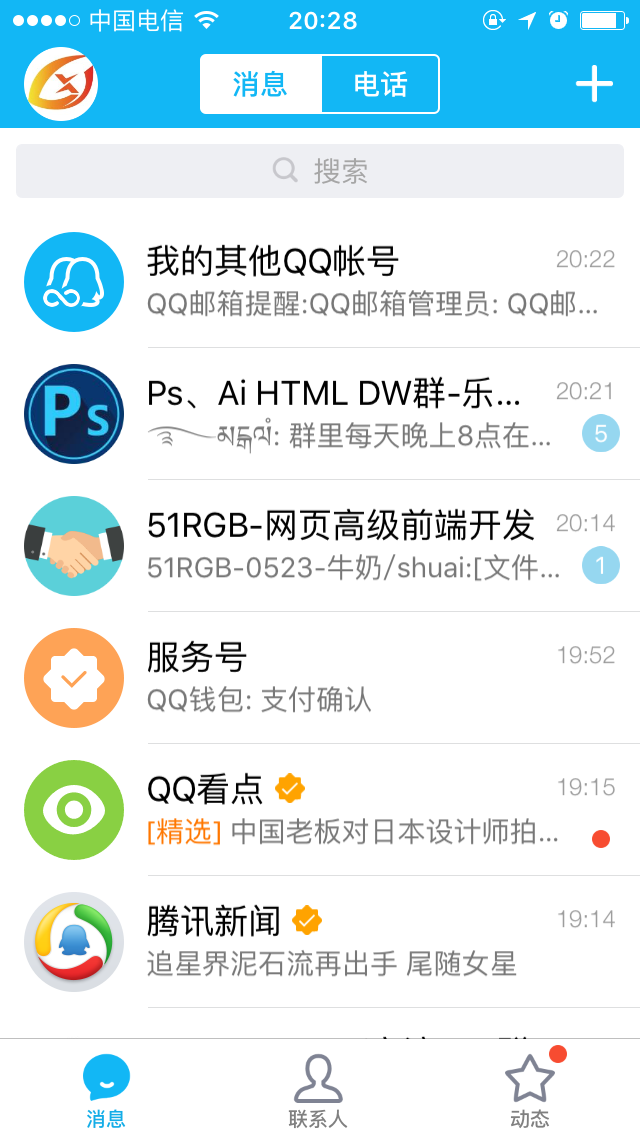 中国电信
20:28
消息
电话
搜索
我的其他QQ帐号
20:22
QQ邮箱提醒:QQ邮箱管理员: QQ邮...
Ps
Ps、Ai HTML DW群-乐...
20:21
群里每天晚上8点在...
5
51RGB-网页高级前端开发
20:14
51RGB-0523-牛奶/shuai:[文件...
1
服务号
19:52
QQ钱包: 支付确认
QQ看点
19:15
[精选] 中国老板对日本设计师拍...
腾讯新闻
19:14
追星界泥石流再出手 尾随女星
消息
联系人
动态